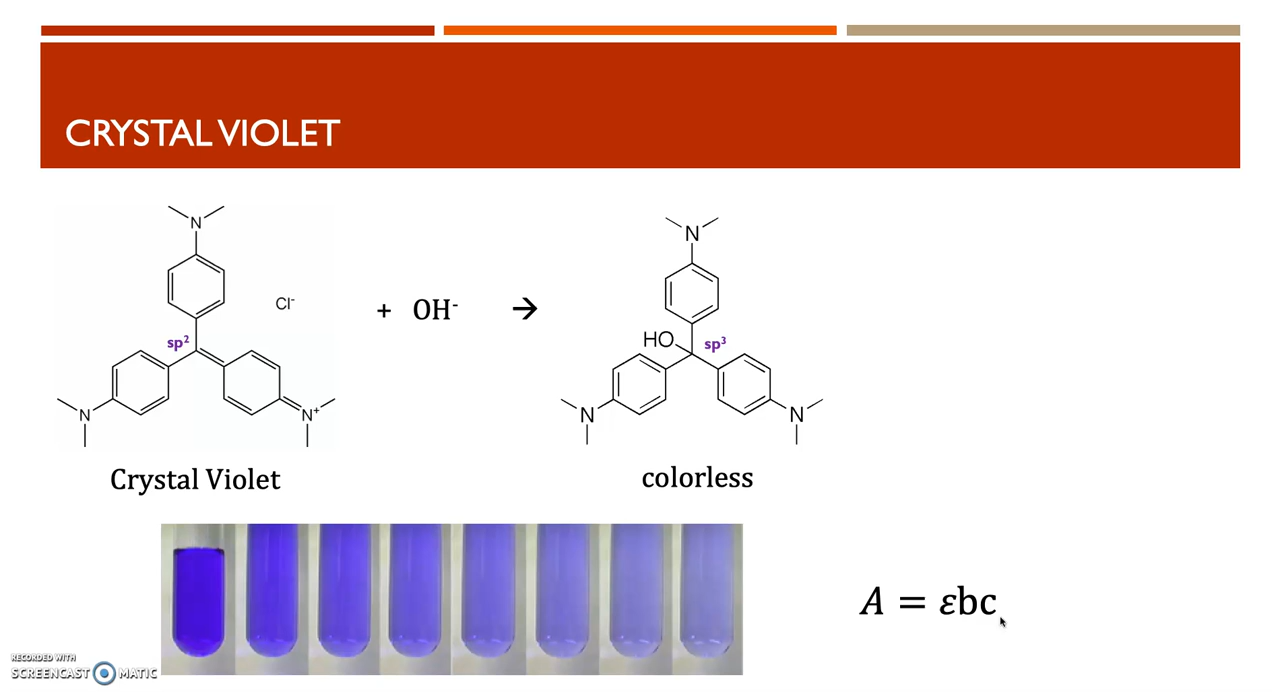 CRYSTAL VIOLET
N
N
Cl⁻
+ OH⁻ →
HO
sp²
sp³
N
N⁺
N
N
Crystal Violet
colorless
A = εbc
RECORDED WITH
SCREENCAST MATIC